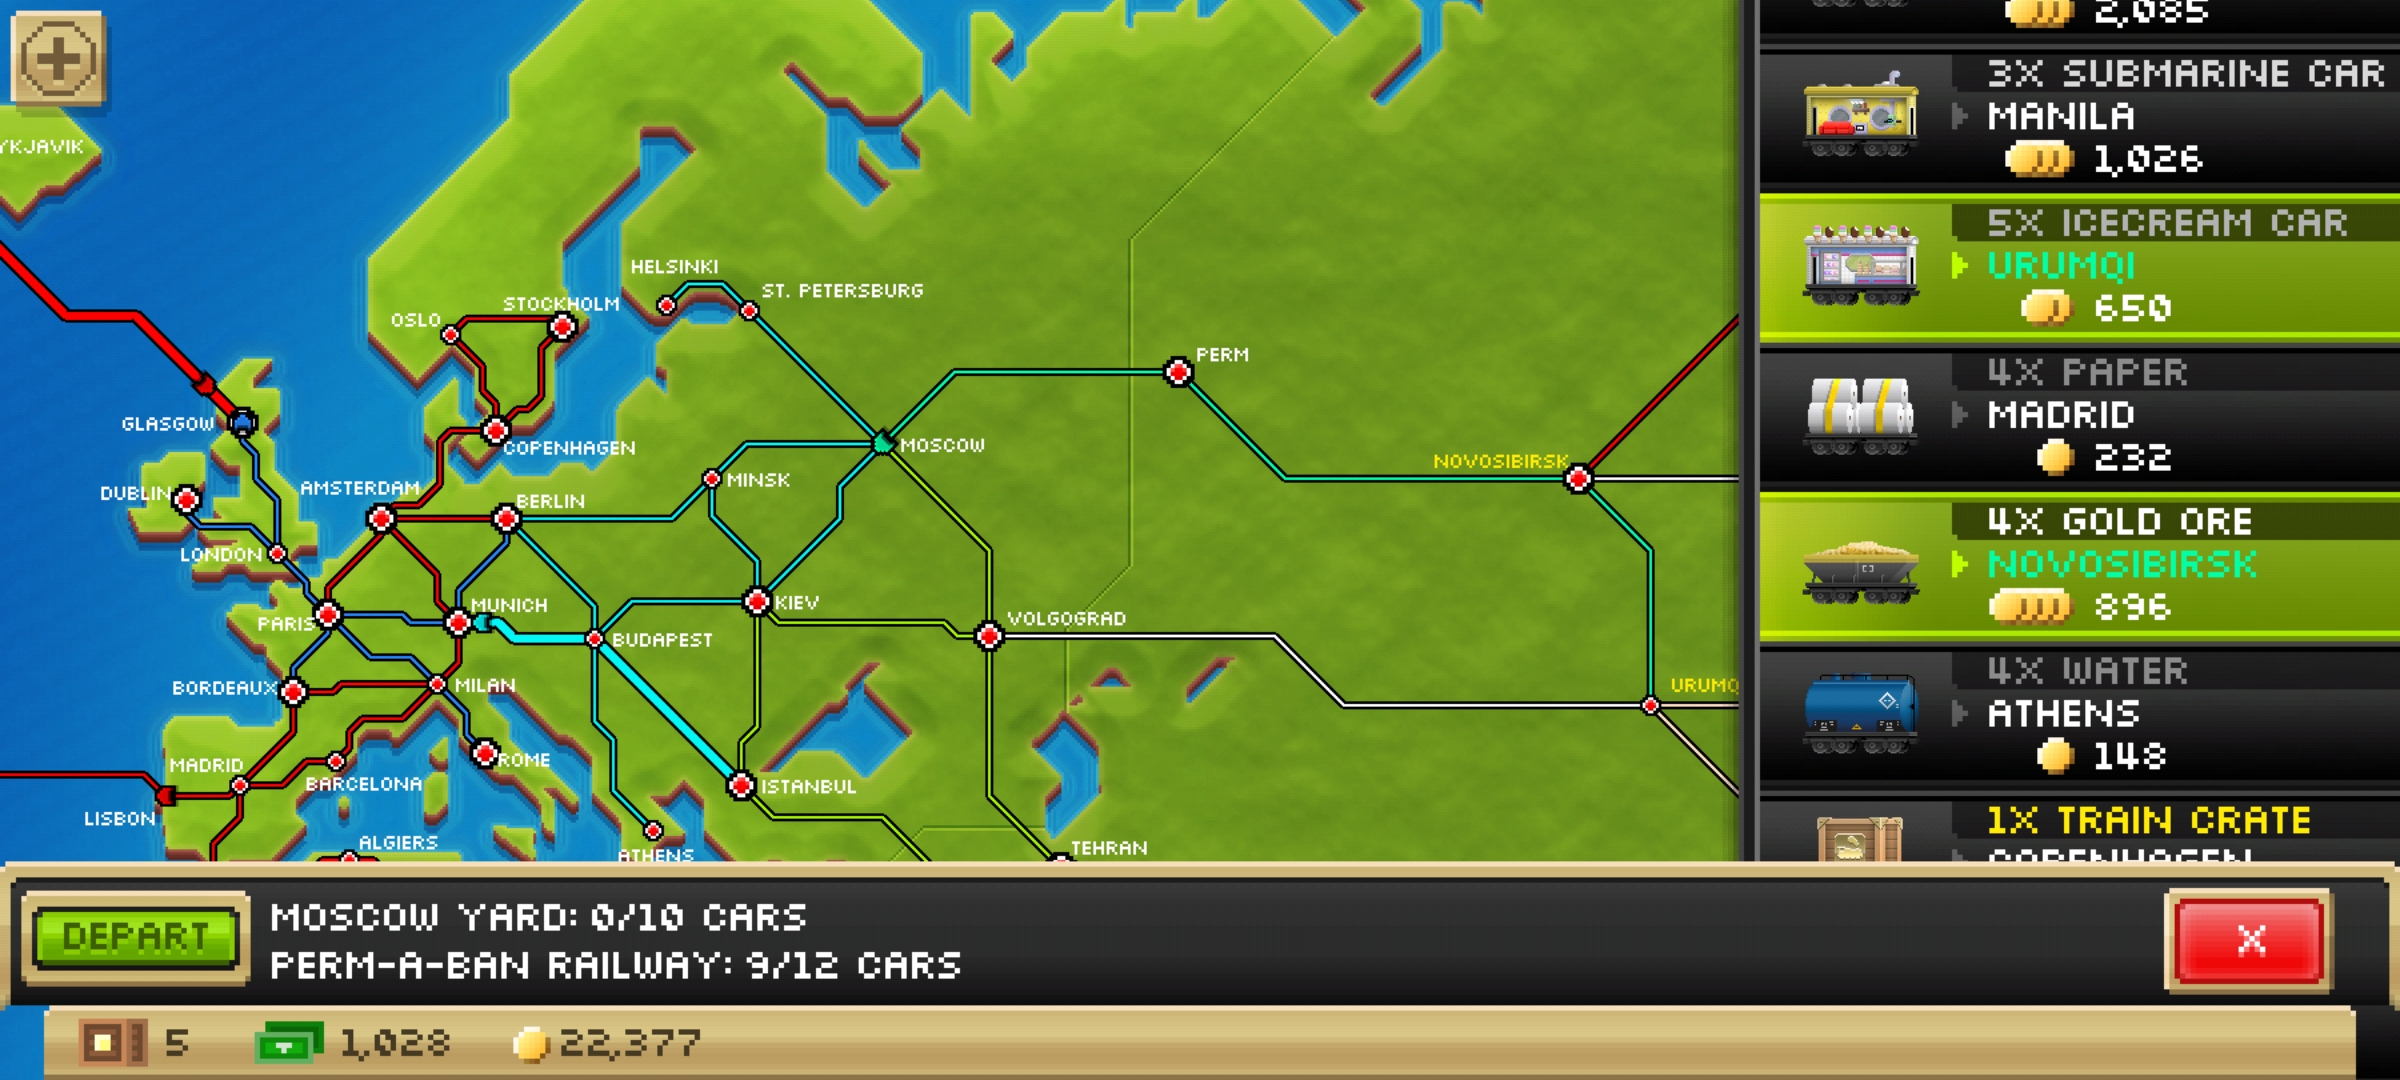 2,085
3X SUBMARINE CAR
MANILA
1,026
5X ICECREAM CAR
URUMQI
650
4X PAPER
MADRID
232
4X GOLD ORE
NOVOSIBIRSK
896
4X WATER
ATHENS
148
1X TRAIN CRATE
COPENHAGEN
YKJAVIK
HELSINKI
ST. PETERSBURG
STOCKHOLM
OSLO
PERM
GLASGOW
COPENHAGEN
MOSCOW
NOVOSIBIRSK
MINSK
DUBLIN
AMSTERDAM
BERLIN
LONDON
MUNICH
KIEV
PARIS
VOLGOGRAD
BUDAPEST
BORDEAUX
MILAN
URUMQ
MADRID
ROME
BARCELONA
ISTANBUL
LISBON
ALGIERS
ATHENS
TEHRAN
DEPART
MOSCOW YARD: 0/10 CARS
PERM-A-BAN RAILWAY: 9/12 CARS
X
5
1,028
22,377